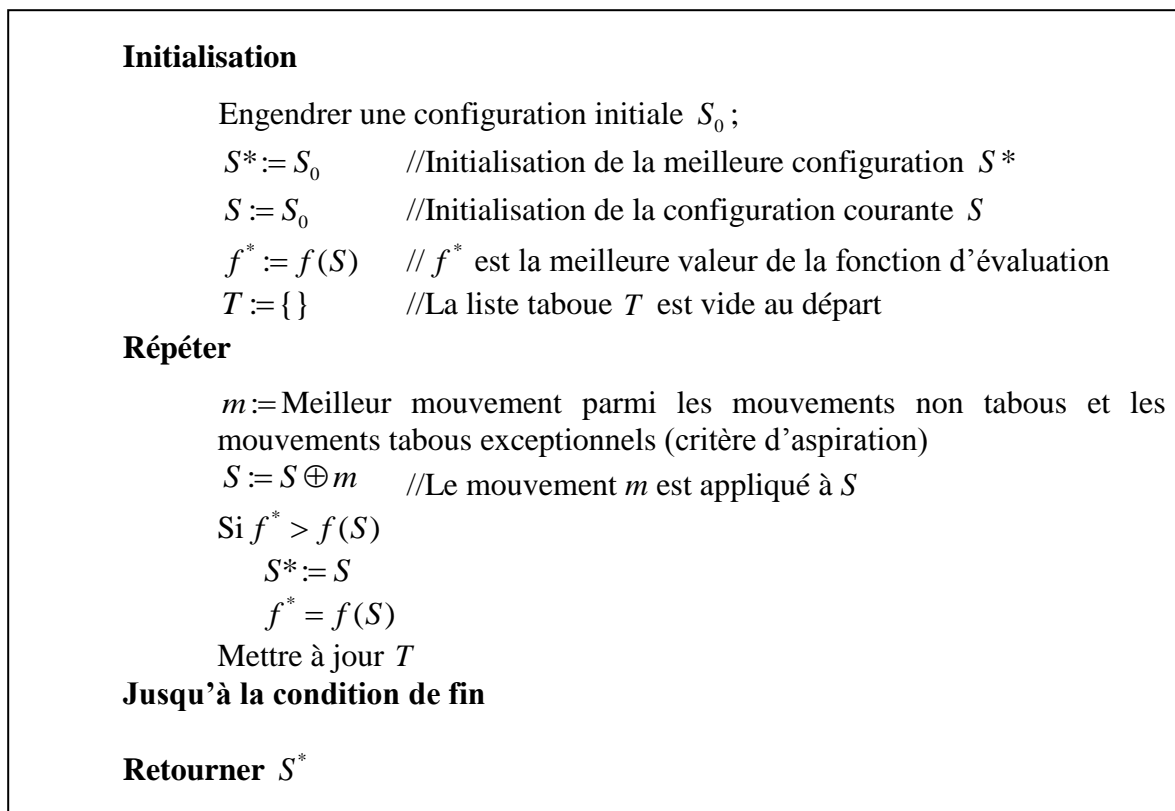 Initialisation
Engendrer une configuration initiale S₀ ;
S* := S₀ //Initialisation de la meilleure configuration S *
S := S₀ //Initialisation de la configuration courante S
f* := f(S) // f* est la meilleure valeur de la fonction d’évaluation
T := { } //La liste taboue T est vide au départ
Répéter
m := Meilleur mouvement parmi les mouvements non tabous et les
mouvements tabous exceptionnels (critère d'aspiration)
S := S ⊕ m //Le mouvement m est appliqué à S
Si f* > f(S)
S* := S
f* = f(S)
Mettre à jour T
Jusqu’à la condition de fin
Retourner S*